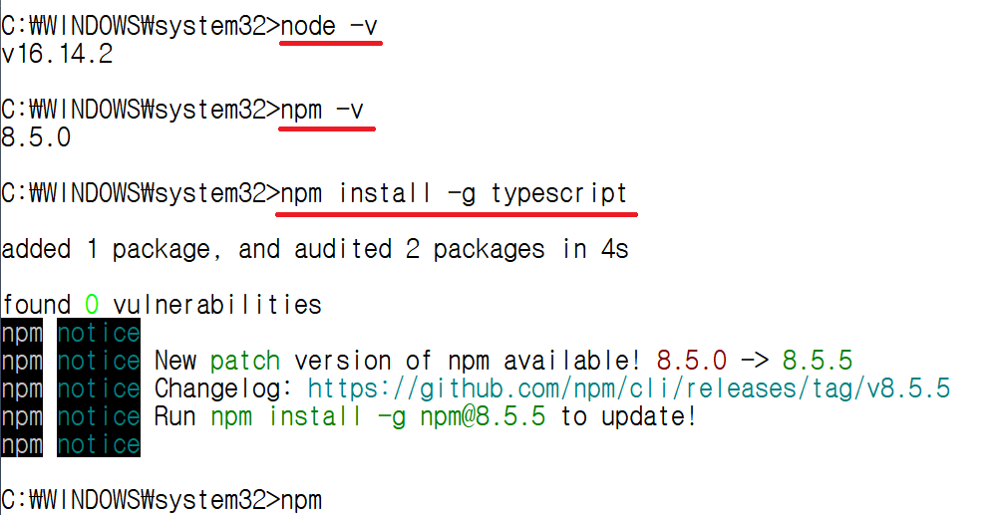 C:₩WINDOWS₩system32>node -v
v16.14.2
C:₩WINDOWS₩system32>npm -v
8.5.0
C:₩WINDOWS₩system32>npm install -g typescript
added 1 package, and audited 2 packages in 4s
found 0 vulnerabilities
npm notice
npm notice New patch version of npm available! 8.5.0 -> 8.5.5
npm notice Changelog: https://github.com/npm/cli/releases/tag/v8.5.5
npm notice Run npm install -g npm@8.5.5 to update!
npm notice
C:₩WINDOWS₩system32>npm